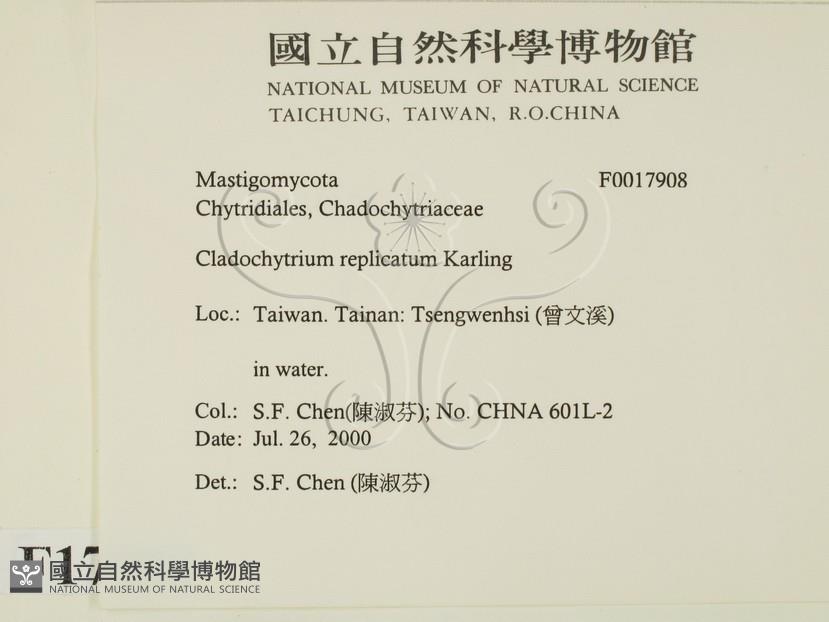 國立自然科學博物館
NATIONAL MUSEUM OF NATURAL SCIENCE
TAICHUNG, TAIWAN, R.O.CHINA
Mastigomycota F0017908
Chytridiales, Chadochytriaceae
Cladochytrium replicatum Karling
Loc.: Taiwan. Tainan: Tsengwenhsi (曾文溪)
in water.
Col.: S.F. Chen(陳淑芬); No. CHNA 601L-2
Date: Jul. 26, 2000
Det.: S.F. Chen (陳淑芬)
F17
國立自然科學博物館
NATIONAL MUSEUM OF NATURAL SCIENCE